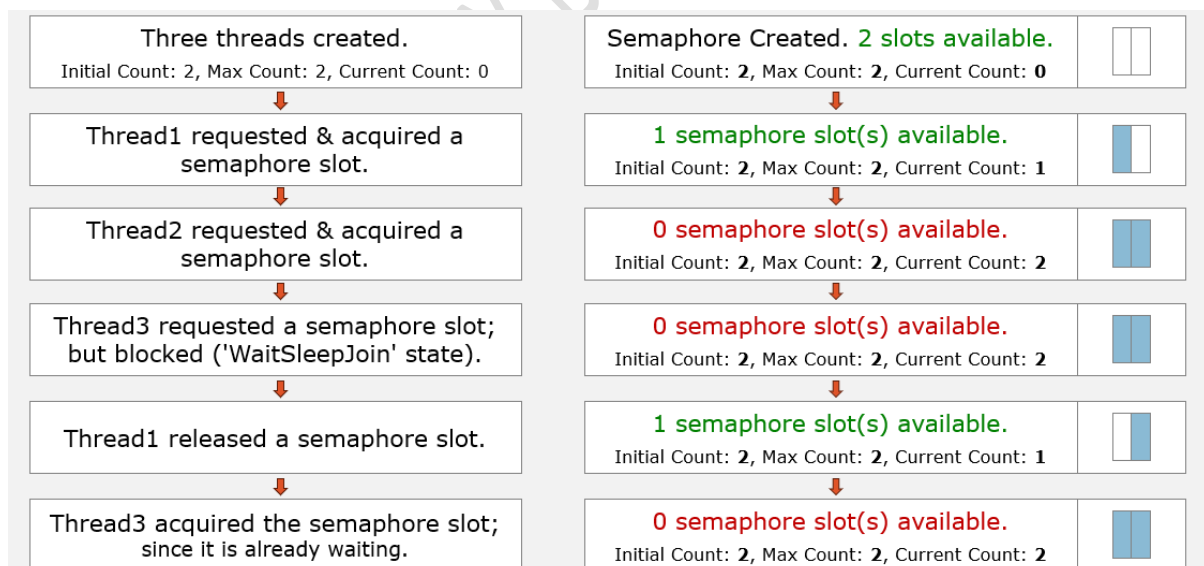 Three threads created.
Initial Count: 2, Max Count: 2, Current Count: 0
Semaphore Created. 2 slots available.
Initial Count: 2, Max Count: 2, Current Count: 0
Thread1 requested & acquired a
semaphore slot.
1 semaphore slot(s) available.
Initial Count: 2, Max Count: 2, Current Count: 1
Thread2 requested & acquired a
semaphore slot.
0 semaphore slot(s) available.
Initial Count: 2, Max Count: 2, Current Count: 2
Thread3 requested a semaphore slot;
but blocked ('WaitSleepJoin' state).
0 semaphore slot(s) available.
Initial Count: 2, Max Count: 2, Current Count: 2
Thread1 released a semaphore slot.
1 semaphore slot(s) available.
Initial Count: 2, Max Count: 2, Current Count: 1
Thread3 acquired the semaphore slot;
since it is already waiting.
0 semaphore slot(s) available.
Initial Count: 2, Max Count: 2, Current Count: 2